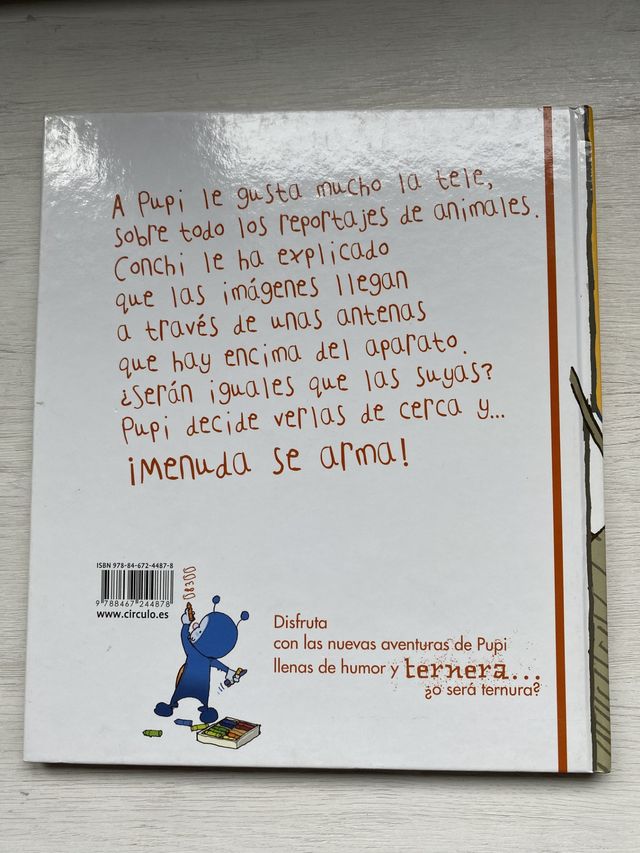 A Pupi le gusta mucho la tele,
sobre todo los reportajes de animales.
Conchi le ha explicado
que las imágenes llegan
a través de unas antenas
que hay encima del aparato.
¿Serán iguales que las suyas?
Pupi decide verlas de cerca y...
¡MENUDA SE ARMA!
ISBN 978-84-672-4487-8
9 788467 244878
08300
www.circulo.es
Disfruta
con las nuevas aventuras de Pupi
llenas de humor y ternera...
¿o será ternura?